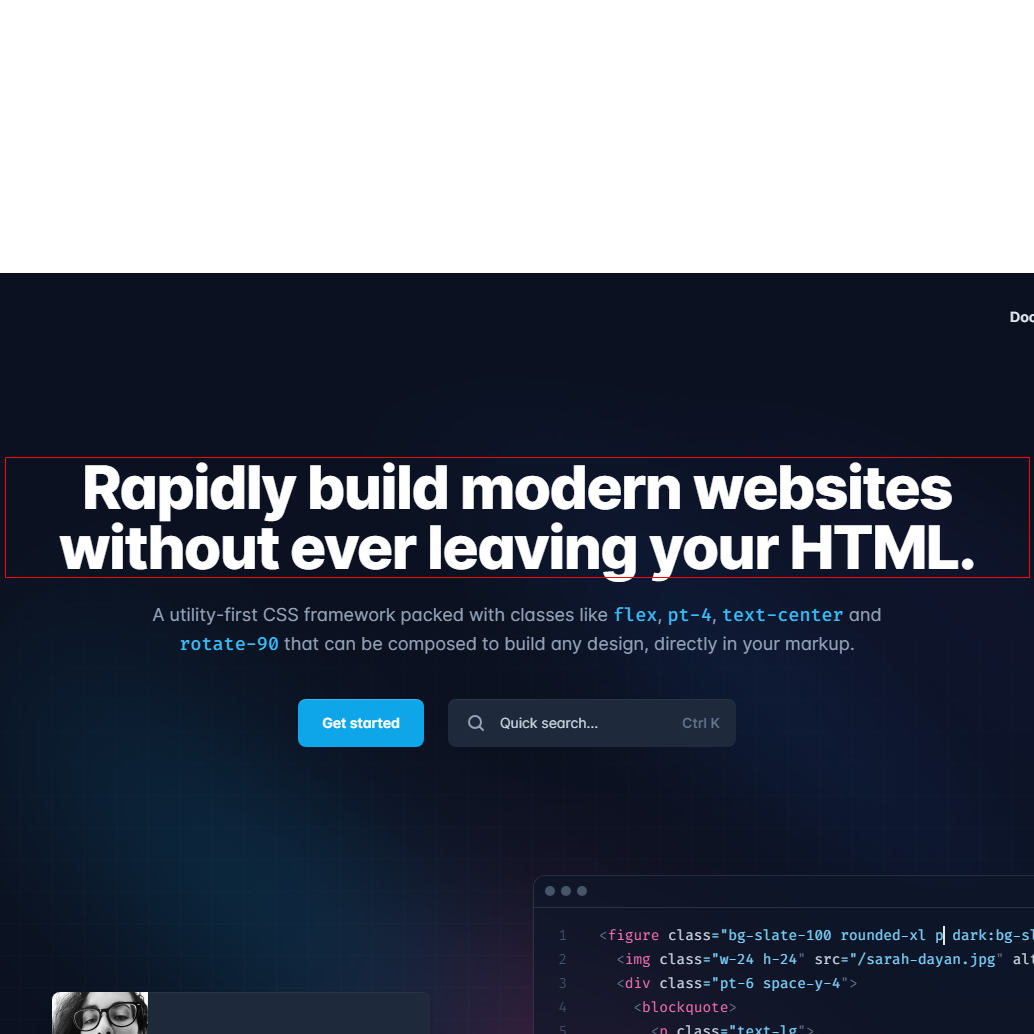 Rapidly build modern websites
without ever leaving your HTML.
A utility-first CSS framework packed with classes like flex, pt-4, text-center and
rotate-90 that can be composed to build any design, directly in your markup.
Get started
Quick search...
Ctrl K
1 <figure class="bg-slate-100 rounded-xl p dark:bg-sl
2 <img class="w-24 h-24" src="/sarah-dayan.jpg" alt
3 <div class="pt-6 space-y-4">
4 <blockquote>
5 <p class="text-lg">